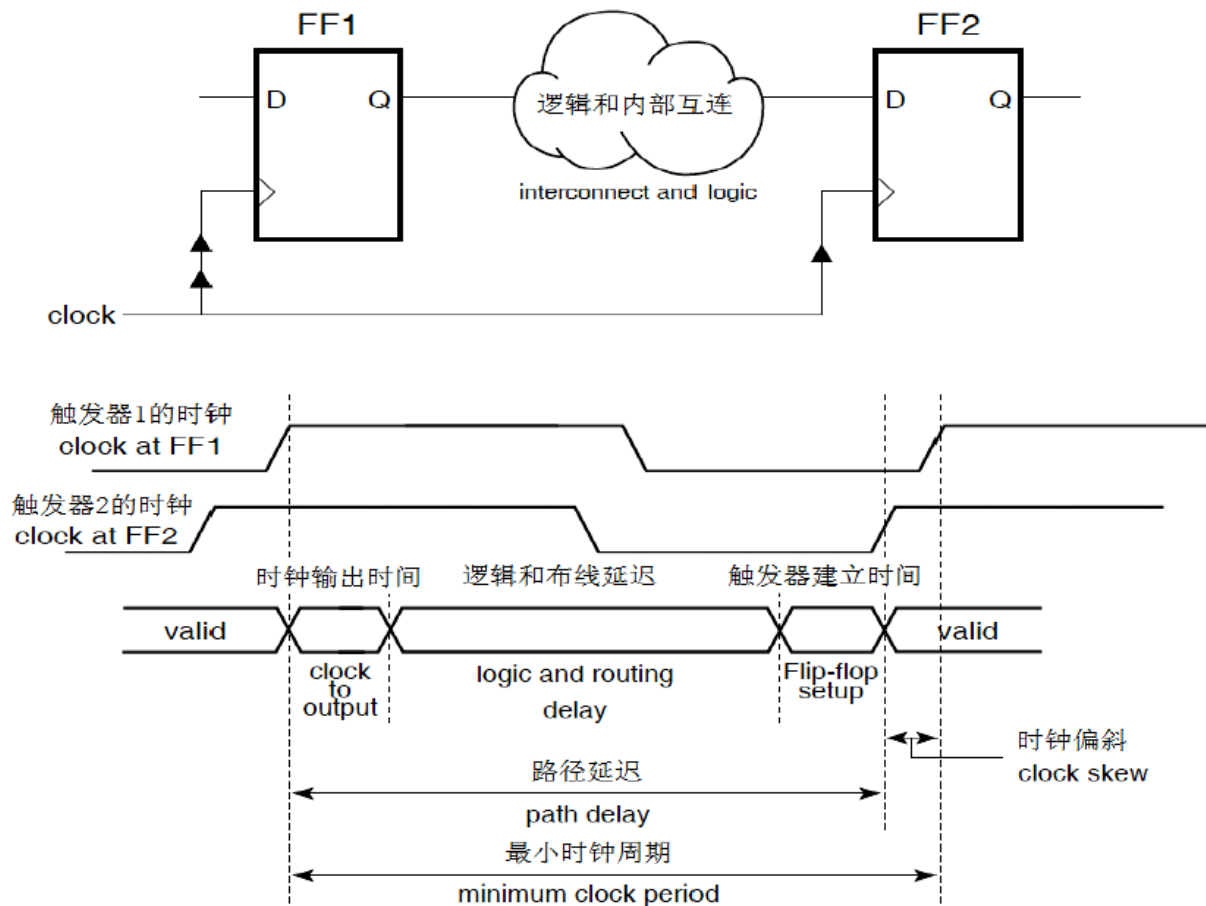 FF1
FF2
D
Q
逻辑和内部互连
D
Q
interconnect and logic
clock
触发器1的时钟
clock at FF1
触发器2的时钟
clock at FF2
时钟输出时间
逻辑和布线延迟
触发器建立时间
valid
valid
clock
to
output
logic and routing
delay
Flip-flop
setup
时钟偏斜
clock skew
路径延迟
path delay
最小时钟周期
minimum clock period